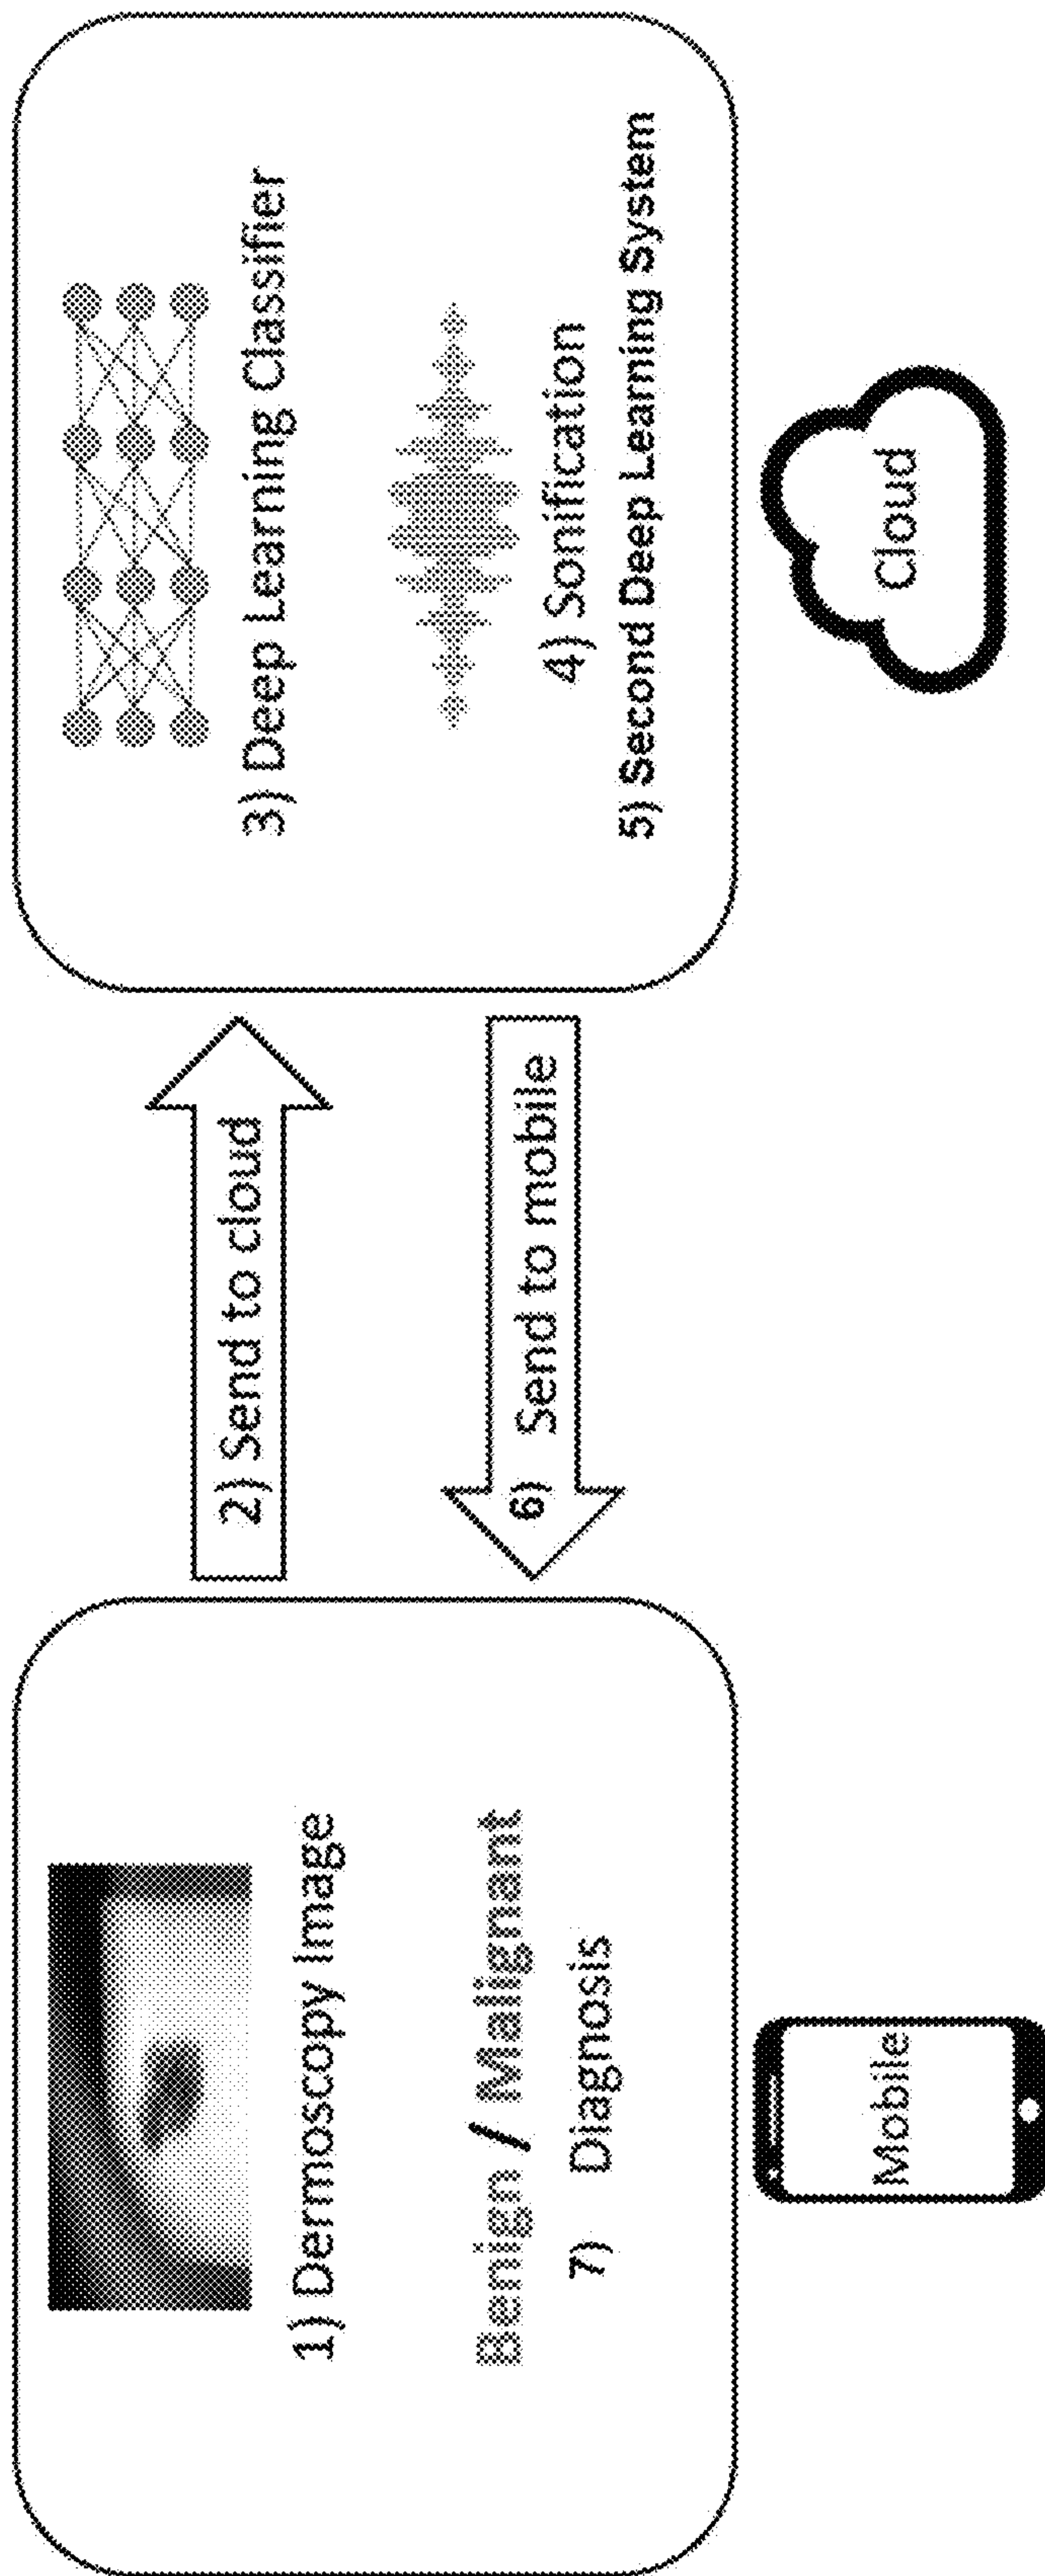 1) Dermoscopy Image
Benign / Malignant
7) Diagnosis
Mobile
2) Send to cloud
6) Send to mobile
3) Deep Learning Classifier
4) Sonification
5) Second Deep Learning System
Cloud